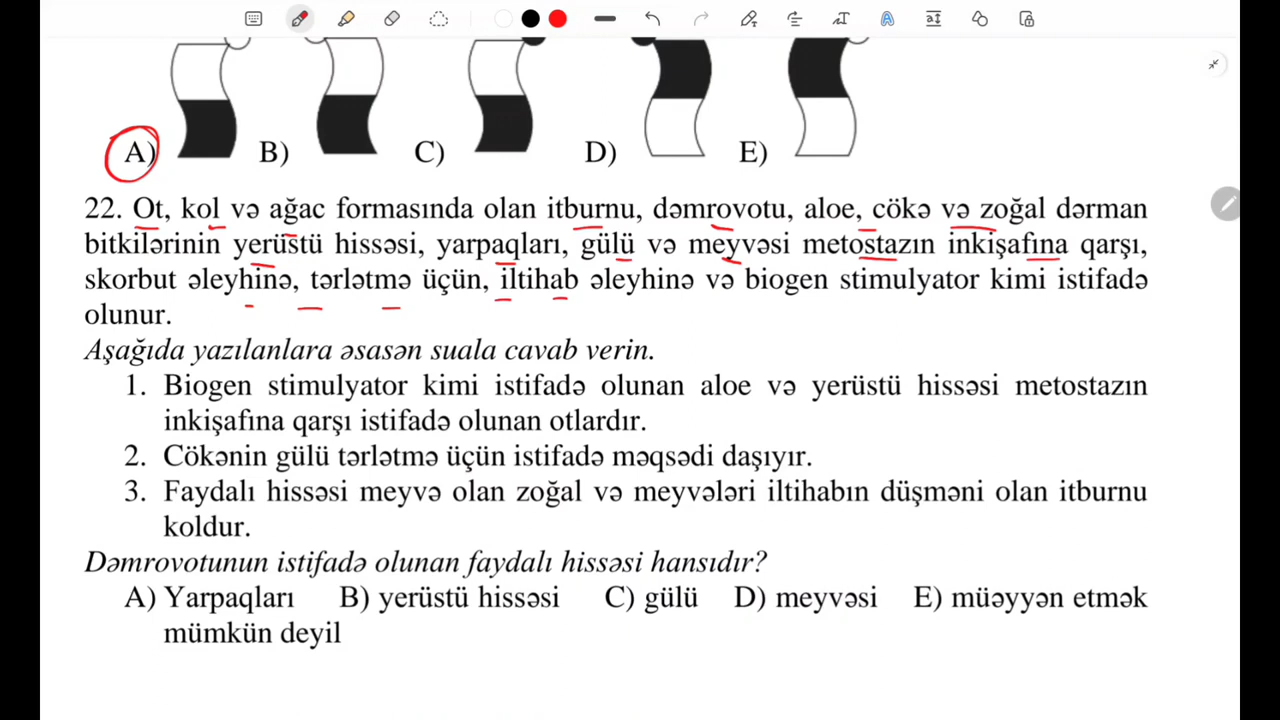 A) B) C) D) E)
22. Ot, kol və ağac formasında olan itburnu, dəmrovotu, aloe, cökə və zoğal dərman
bitkilərinin yerüstü hissəsi, yarpaqları, gülü və meyvəsi metostazın inkişafına qarşı,
skorbut əleyhinə, tərlətmə üçün, iltihab əleyhinə və biogen stimulyator kimi istifadə
olunur.
Aşağıda yazılanlara əsasən suala cavab verin.
1. Biogen stimulyator kimi istifadə olunan aloe və yerüstü hissəsi metostazın
inkişafına qarşı istifadə olunan otlardır.
2. Cökənin gülü tərlətmə üçün istifadə məqsədi daşıyır.
3. Faydalı hissəsi meyvə olan zoğal və meyvələri iltihabın düşməni olan itburnu
koldur.
Dəmrovotunun istifadə olunan faydalı hissəsi hansıdır?
A) Yarpaqları B) yerüstü hissəsi C) gülü D) meyvəsi E) müəyyən etmək
mümkün deyil